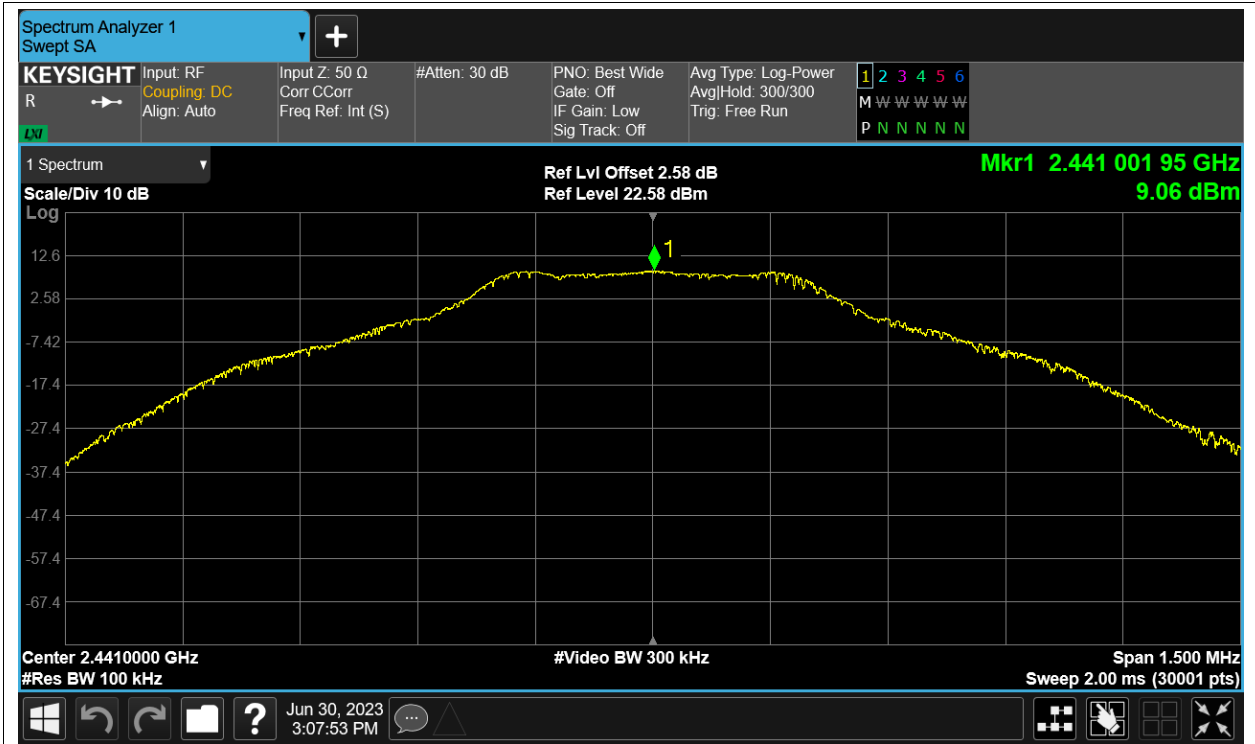 Spectrum Analyzer 1
Swept SA
KEYSIGHT
R
LXI
Input: RF
Coupling: DC
Align: Auto
Input Z: 50 Ω
Corr CCorr
Freq Ref: Int (S)
#Atten: 30 dB
PNO: Best Wide
Gate: Off
IF Gain: Low
Sig Track: Off
Avg Type: Log-Power
Avg|Hold: 300/300
Trig: Free Run
1 2 3 4 5 6
M W W W W W
P N N N N N
1 Spectrum
Scale/Div 10 dB
Log
Ref Lvl Offset 2.58 dB
Ref Level 22.58 dBm
Mkr1 2.441 001 95 GHz
9.06 dBm
1
12.6
2.58
-7.42
-17.4
-27.4
-37.4
-47.4
-57.4
-67.4
Center 2.4410000 GHz
#Video BW 300 kHz
Span 1.500 MHz
#Res BW 100 kHz
Sweep 2.00 ms (30001 pts)
?
Jun 30, 2023
3:07:53 PM